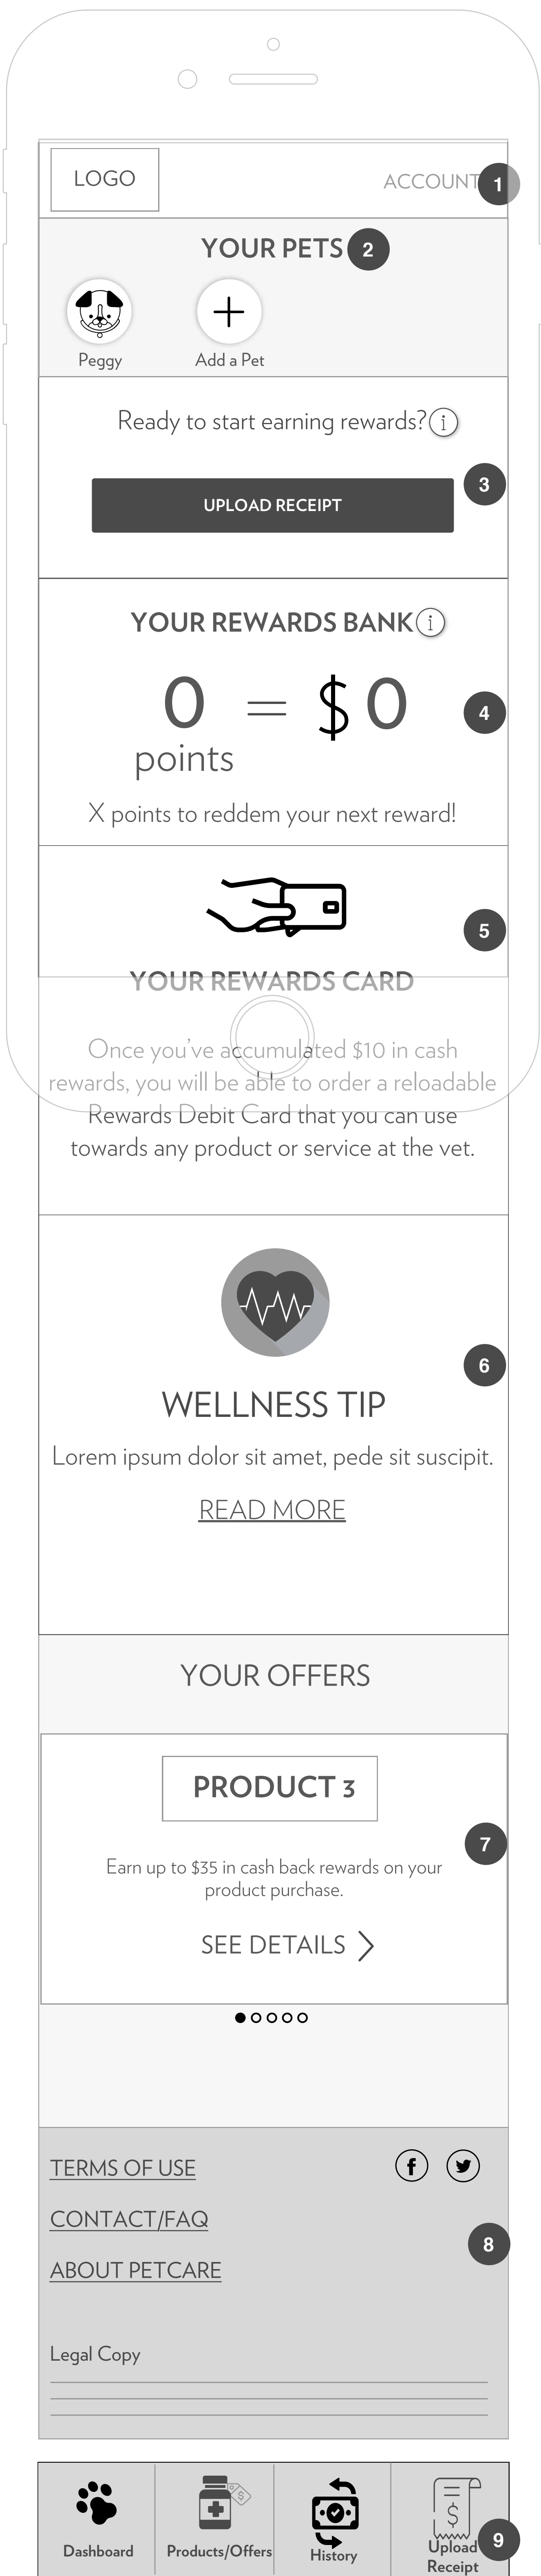 LOGO
ACCOUNT 1
YOUR PETS 2
Peggy
Add a Pet
Ready to start earning rewards? i
3
UPLOAD RECEIPT
YOUR REWARDS BANK i
0 = $ 0
4
points
X points to reddem your next reward!
5
YOUR REWARDS CARD
Once you've accumulated $10 in cash
rewards, you will be able to order a reloadable
Rewards Debit Card that you can use
towards any product or service at the vet.
6
WELLNESS TIP
Lorem ipsum dolor sit amet, pede sit suscipit.
READ MORE
YOUR OFFERS
PRODUCT 3
7
Earn up to $35 in cash back rewards on your
product purchase.
SEE DETAILS
TERMS OF USE
CONTACT/FAQ
8
ABOUT PETCARE
Legal Copy
Dashboard
Products/Offers
History
Upload
Receipt
9